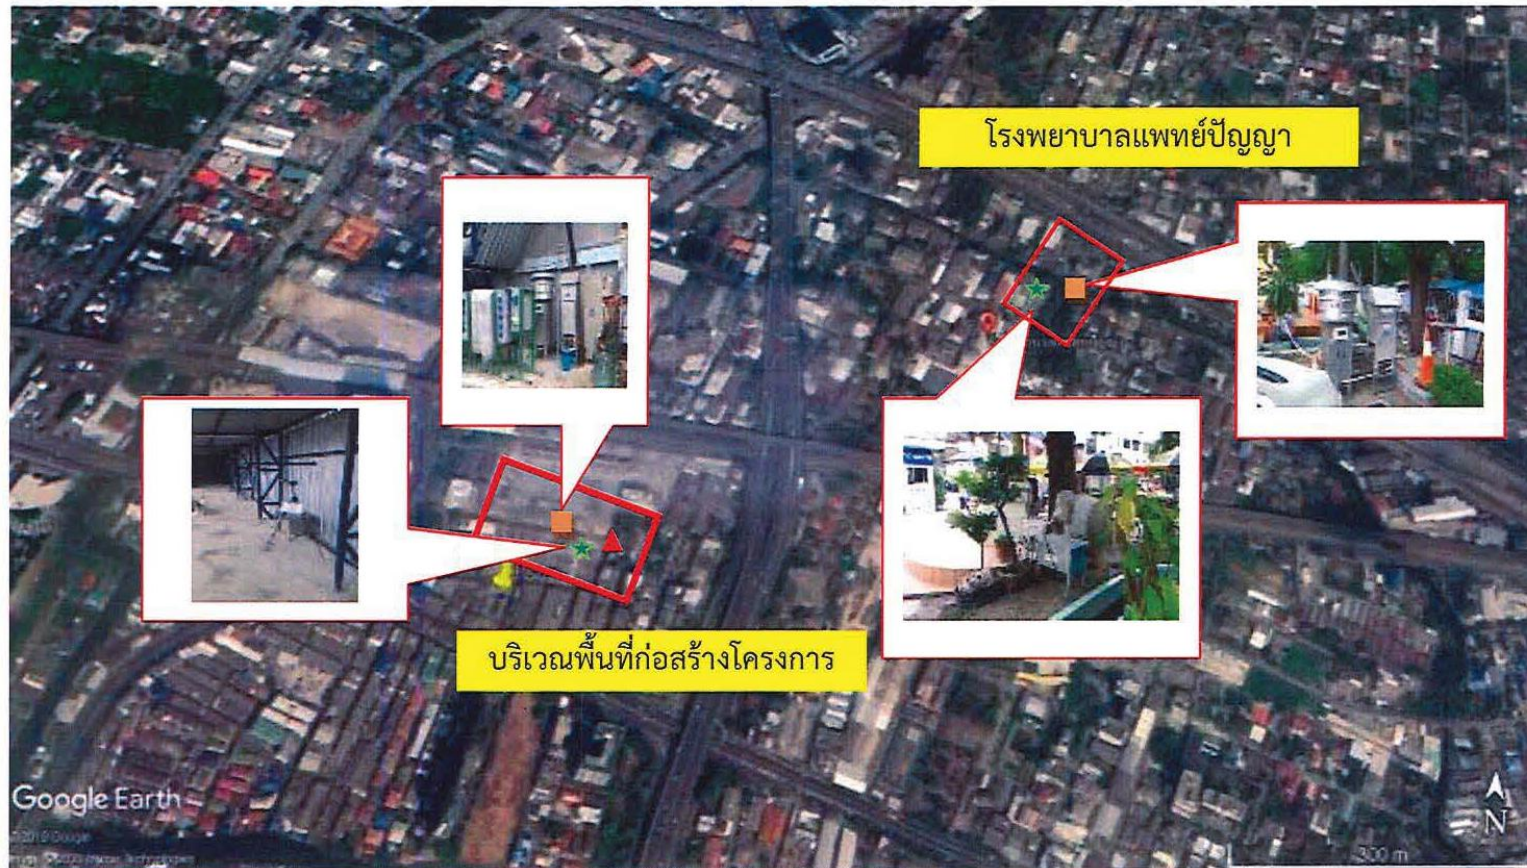 โรงพยาบาลแพทย์ปัญญา
บริเวณพื้นที่ก่อสร้างโครงการ
Google Earth
N
300 m